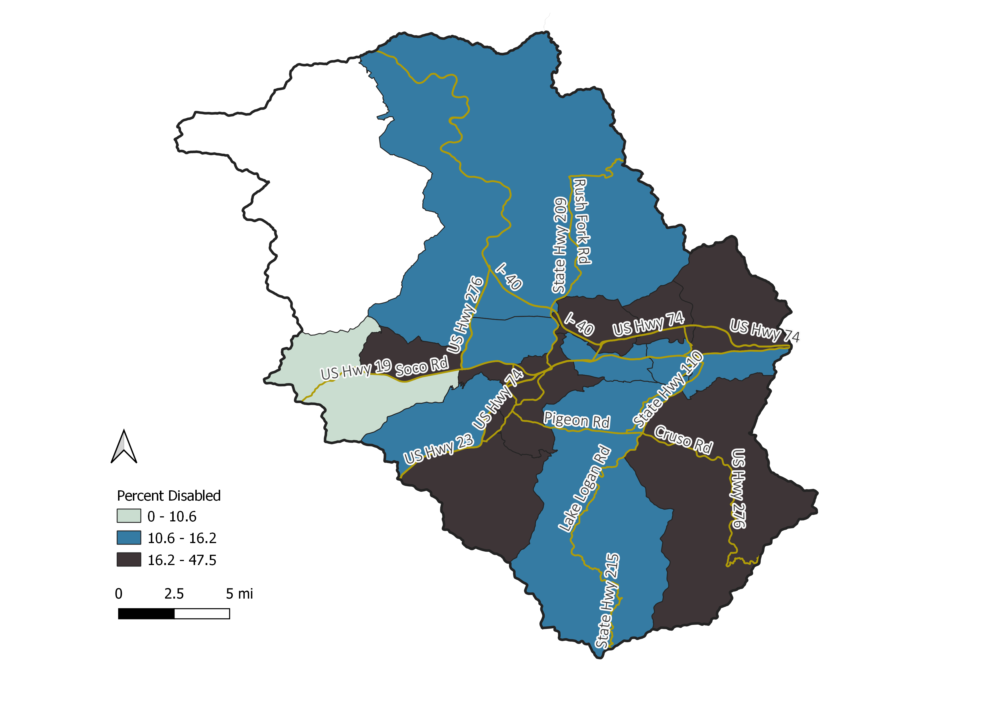 Rush Fork Rd
State Hwy 209
I- 40
US Hwy 276
I- 40
US Hwy 74
US Hwy 74
US Hwy 19
Soco Rd
State Hwy 110
US Hwy 74
Pigeon Rd
Cruso Rd
US Hwy 23
Lake Logan Rd
US Hwy 276
State Hwy 215
Percent Disabled
0 - 10.6
10.6 - 16.2
16.2 - 47.5
0 2.5 5 mi